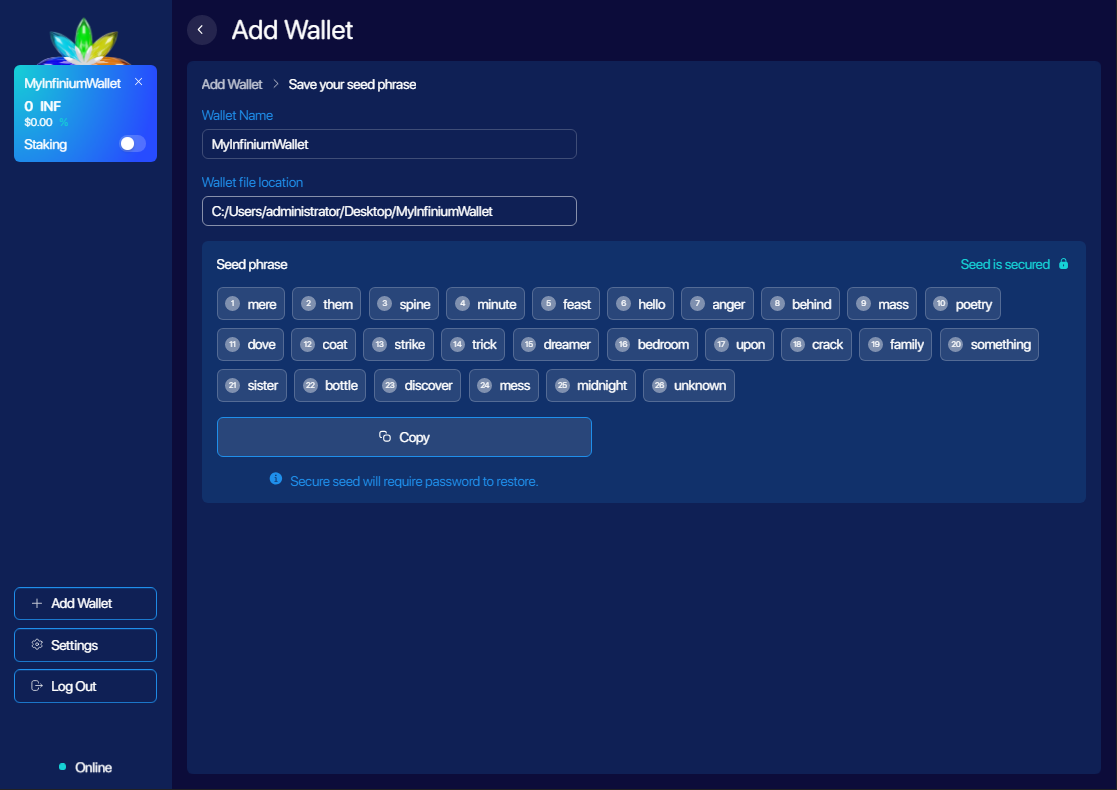 Add Wallet
MyInfiniumWallet
0 INF
$0.00 %
Staking
Add Wallet > Save your seed phrase
Wallet Name
MyInfiniumWallet
Wallet file location
C:/Users/administrator/Desktop/MyInfiniumWallet
Seed phrase
Seed is secured
1 mere 2 them 3 spine 4 minute 5 feast 6 hello 7 anger 8 behind 9 mass 10 poetry
11 dove 12 coat 13 strike 14 trick 15 dreamer 16 bedroom 17 upon 18 crack 19 family 20 something
21 sister 22 bottle 23 discover 24 mess 25 midnight 26 unknown
Copy
Secure seed will require password to restore.
Add Wallet
Settings
Log Out
Online